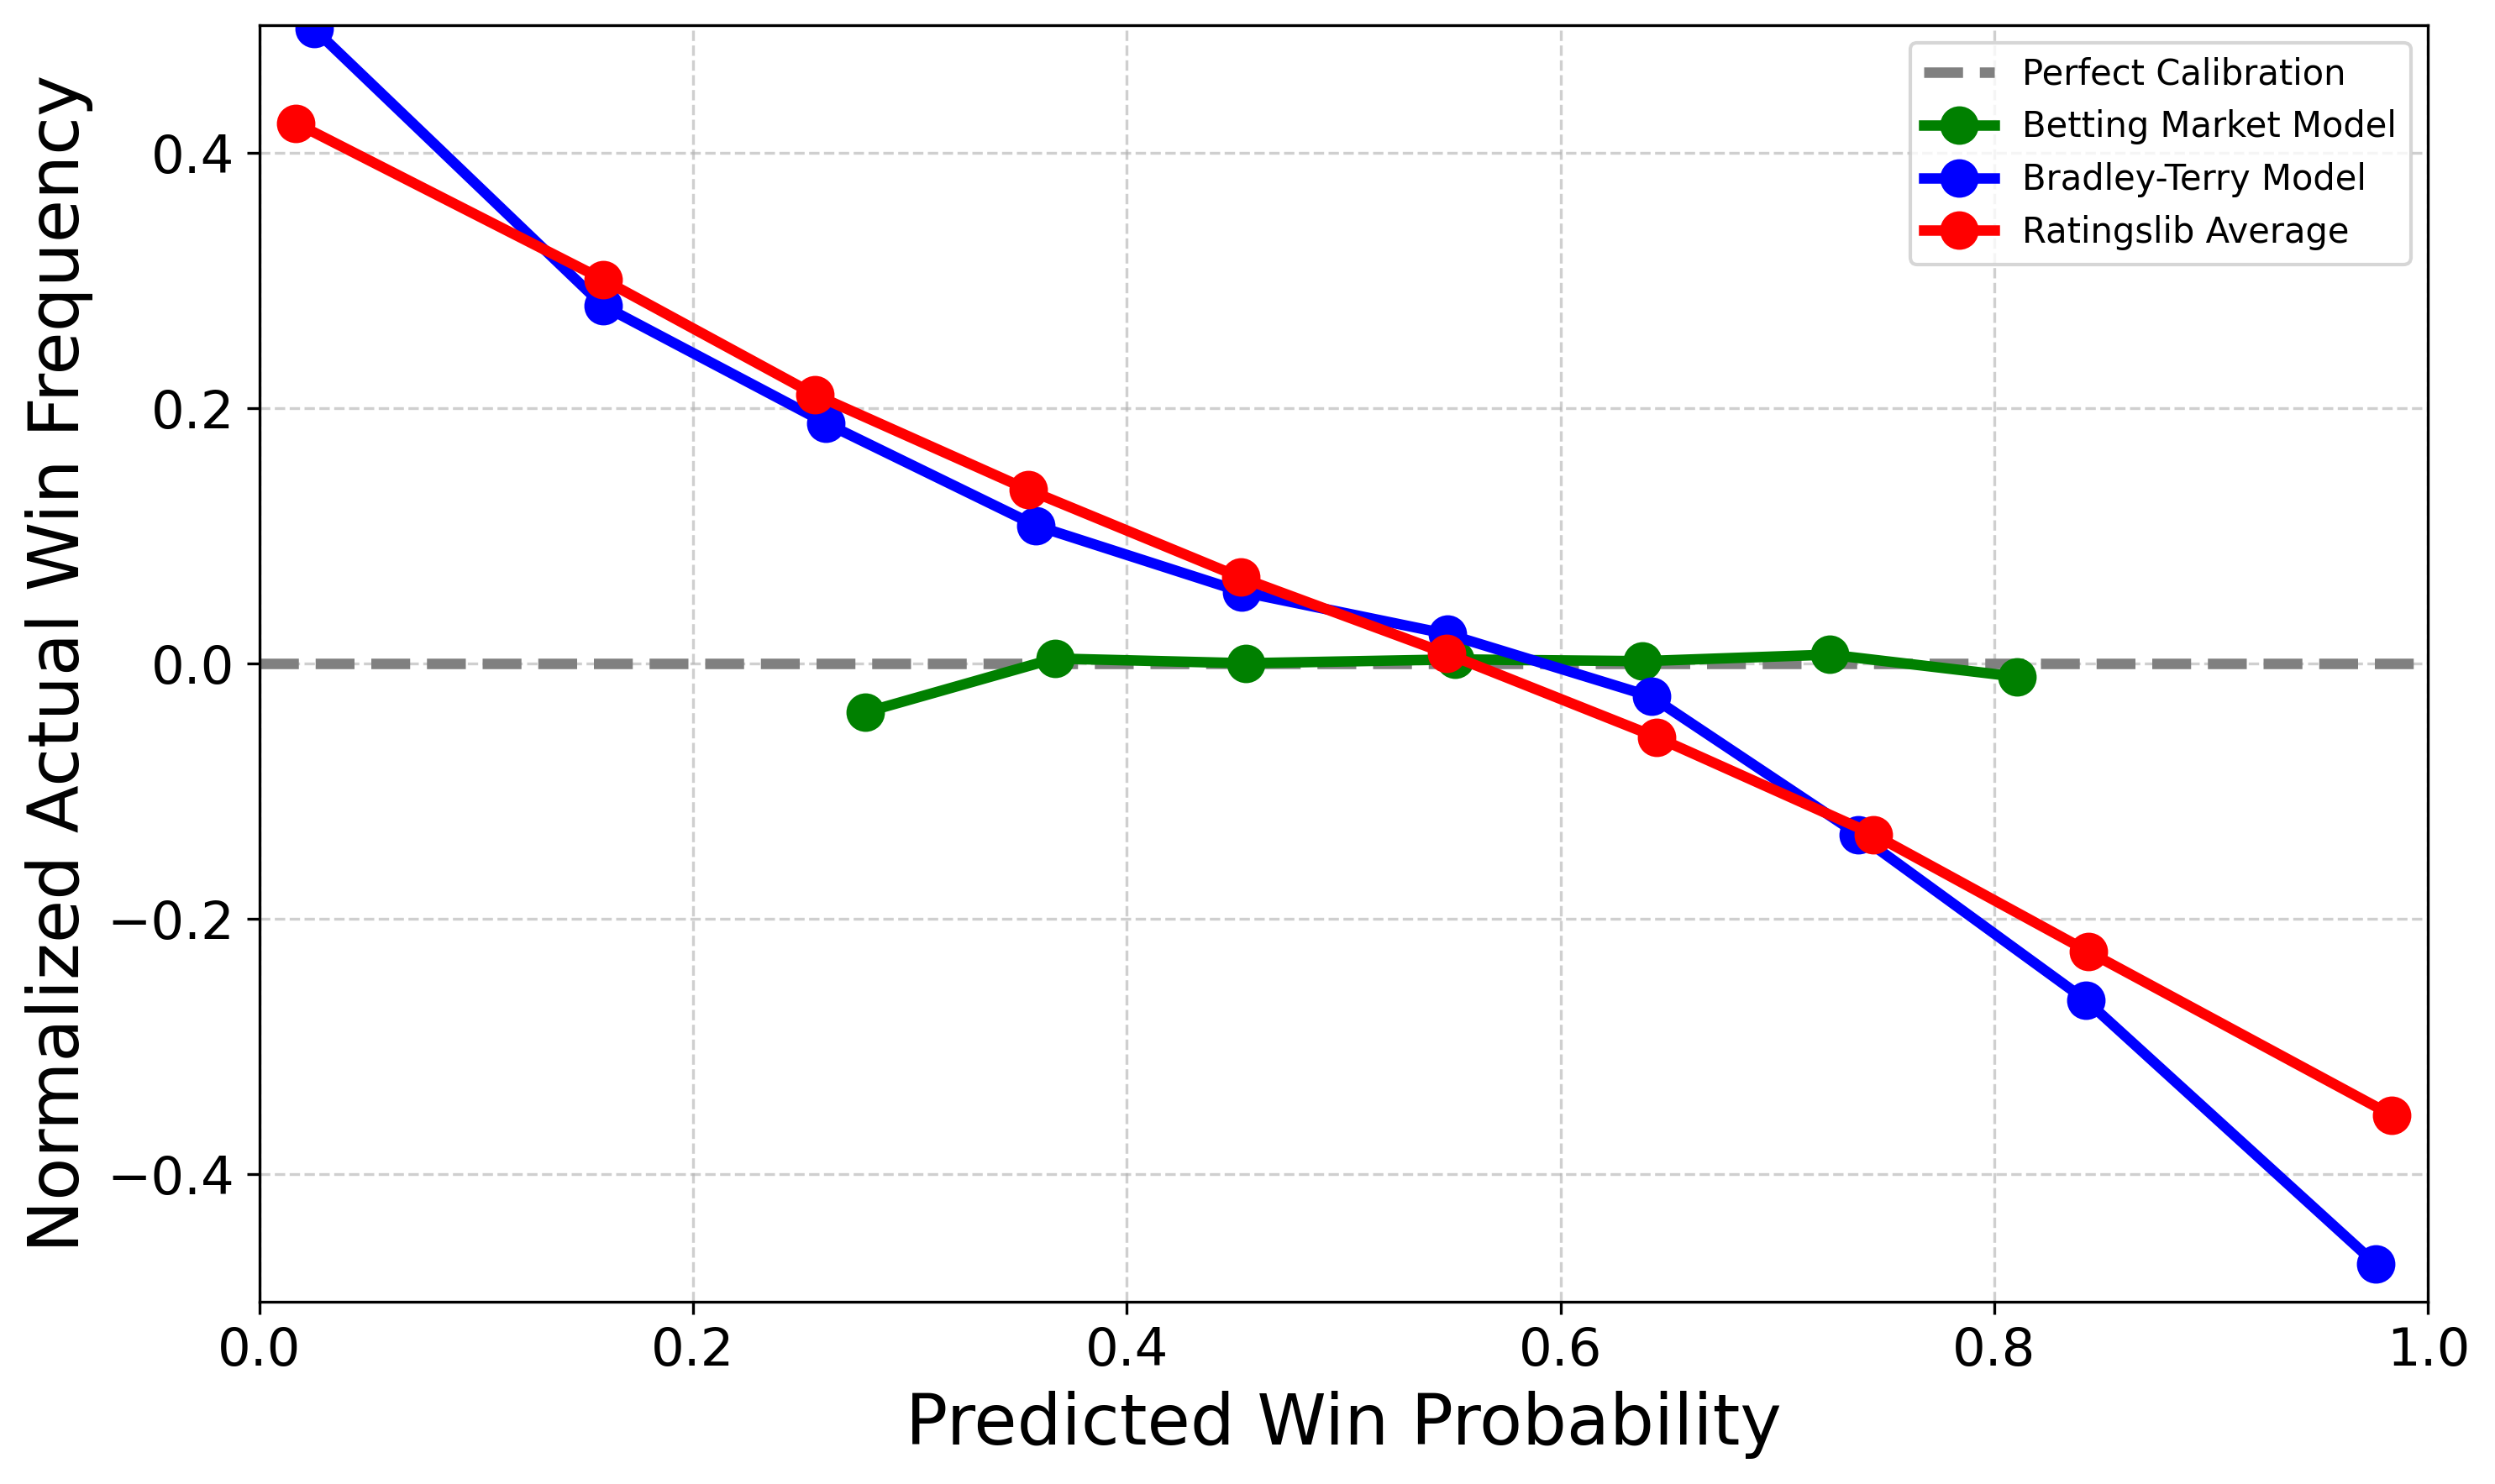 Normalized Actual Win Frequency
0.4
0.2
0.0
−0.2
−0.4
Perfect Calibration
Betting Market Model
Bradley-Terry Model
Ratingslib Average
0.0 0.2 0.4 0.6 0.8 1.0
Predicted Win Probability